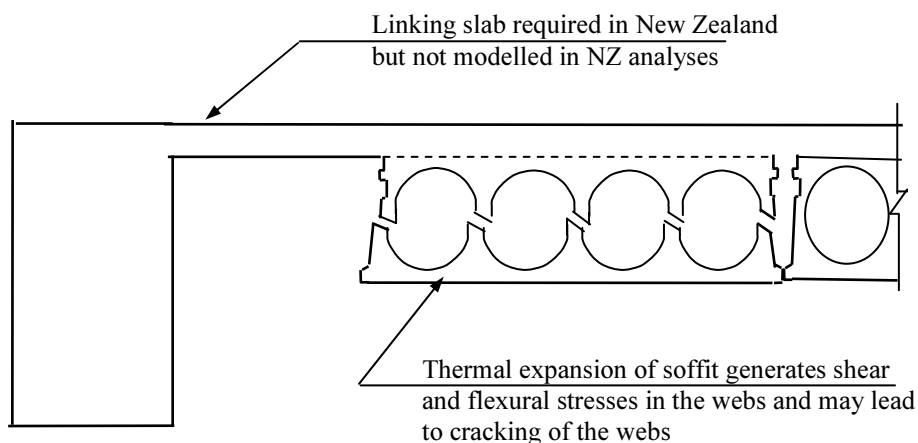 Linking slab required in New Zealand
but not modelled in NZ analyses
Thermal expansion of soffit generates shear
and flexural stresses in the webs and may lead
to cracking of the webs